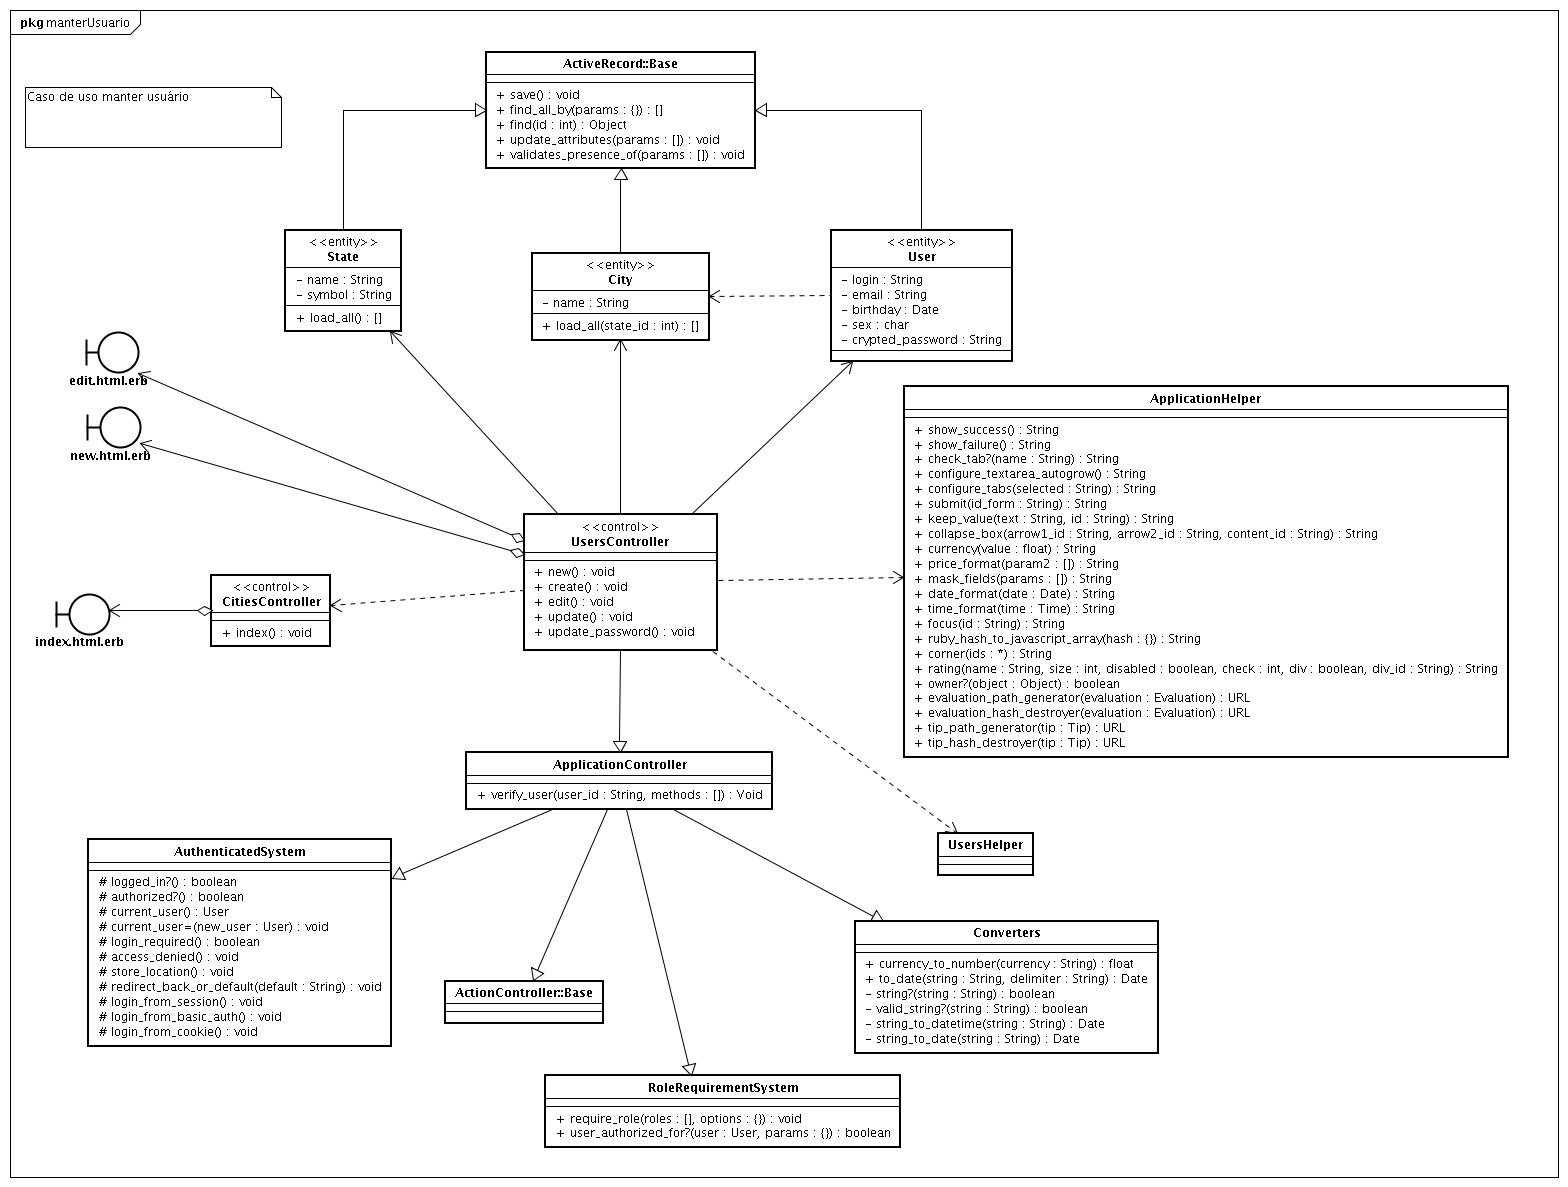 pkg manterUsuario
Caso de uso manter usuário
ActiveRecord::Base
+ save() : void
+ find_all_by(params : {}) : []
+ find(id : int) : Object
+ update_attributes(params : []) : void
+ validates_presence_of(params : []) : void
<<entity>>
State
- name : String
- symbol : String
+ load_all() : []
<<entity>>
City
- name : String
+ load_all(state_id : int) : []
<<entity>>
User
- login : String
- email : String
- birthday : Date
- sex : char
- crypted_password : String
edit.html.erb
new.html.erb
index.html.erb
<<control>>
CitiesController
+ index() : void
<<control>>
UsersController
+ new() : void
+ create() : void
+ edit() : void
+ update() : void
+ update_password() : void
ApplicationHelper
+ show_success() : String
+ show_failure() : String
+ check_tab?(name : String) : String
+ configure_textarea_autogrow() : String
+ configure_tabs(selected : String) : String
+ submit(id_form : String) : String
+ keep_value(text : String, id : String) : String
+ collapse_box(arrow1_id : String, arrow2_id : String, content_id : String) : String
+ currency(value : float) : String
+ price_format(param2 : []) : String
+ mask_fields(params : []) : String
+ date_format(date : Date) : String
+ time_format(time : Time) : String
+ focus(id : String) : String
+ ruby_hash_to_javascript_array(hash : {}) : String
+ corner(ids : *) : String
+ rating(name : String, size : int, disabled : boolean, check : int, div : boolean, div_id : String) : String
+ owner?(object : Object) : boolean
+ evaluation_path_generator(evaluation : Evaluation) : URL
+ evaluation_hash_destroyer(evaluation : Evaluation) : URL
+ tip_path_generator(tip : Tip) : URL
+ tip_hash_destroyer(tip : Tip) : URL
ApplicationController
+ verify_user(user_id : String, methods : []) : Void
UsersHelper
AuthenticatedSystem
# logged_in?() : boolean
# authorized?() : boolean
# current_user() : User
# current_user=(new_user : User) : void
# login_required() : boolean
# access_denied() : void
# store_location() : void
# redirect_back_or_default(default : String) : void
# login_from_session() : void
# login_from_basic_auth() : void
# login_from_cookie() : void
ActionController::Base
Converters
+ currency_to_number(currency : String) : float
+ to_date(string : String, delimiter : String) : Date
- string?(string : String) : boolean
- valid_string?(string : String) : boolean
- string_to_datetime(string : String) : Date
- string_to_date(string : String) : Date
RoleRequirementSystem
+ require_role(roles : [], options : {}) : void
+ user_authorized_for?(user : User, params : {}) : boolean